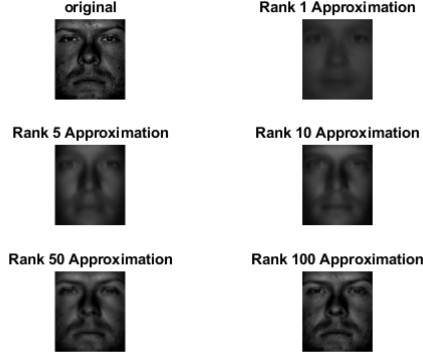 original
Rank 1 Approximation
Rank 5 Approximation
Rank 10 Approximation
Rank 50 Approximation
Rank 100 Approximation